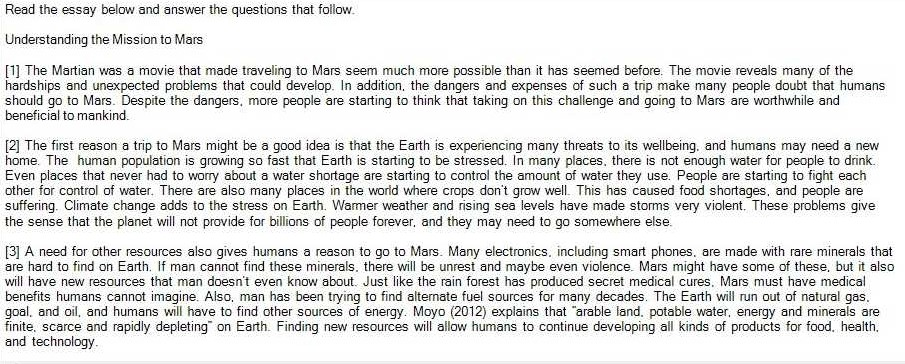 Read the essay below and answer the questions that follow.
Understanding the Mission to Mars
[1] The Martian was a movie that made traveling to Mars seem much more possible than it has seemed before. The movie reveals many of the
hardships and unexpected problems that could develop. In addition, the dangers and expenses of such a trip make many people doubt that humans
should go to Mars. Despite the dangers, more people are starting to think that taking on this challenge and going to Mars are worthwhile and
beneficial to mankind.
[2] The first reason a trip to Mars might be a good idea is that the Earth is experiencing many threats to its wellbeing, and humans may need a new
home. The human population is growing so fast that Earth is starting to be stressed. In many places, there is not enough water for people to drink.
Even places that never had to worry about a water shortage are starting to control the amount of water they use. People are starting to fight each
other for control of water. There are also many places in the world where crops don't grow well. This has caused food shortages, and people are
suffering. Climate change adds to the stress on Earth. Warmer weather and rising sea levels have made storms very violent. These problems give
the sense that the planet will not provide for billions of people forever, and they may need to go somewhere else.
[3] A need for other resources also gives humans a reason to go to Mars. Many electronics, including smart phones, are made with rare minerals that
are hard to find on Earth. If man cannot find these minerals, there will be unrest and maybe even violence. Mars might have some of these, but it also
will have new resources that man doesn't even know about. Just like the rain forest has produced secret medical cures, Mars must have medical
benefits humans cannot imagine. Also, man has been trying to find alternate fuel sources for many decades. The Earth will run out of natural gas,
goal, and oil, and humans will have to find other sources of energy. Moyo (2012) explains that "arable land, potable water, energy and minerals are
finite, scarce and rapidly depleting" on Earth. Finding new resources will allow humans to continue developing all kinds of products for food, health,
and technology.